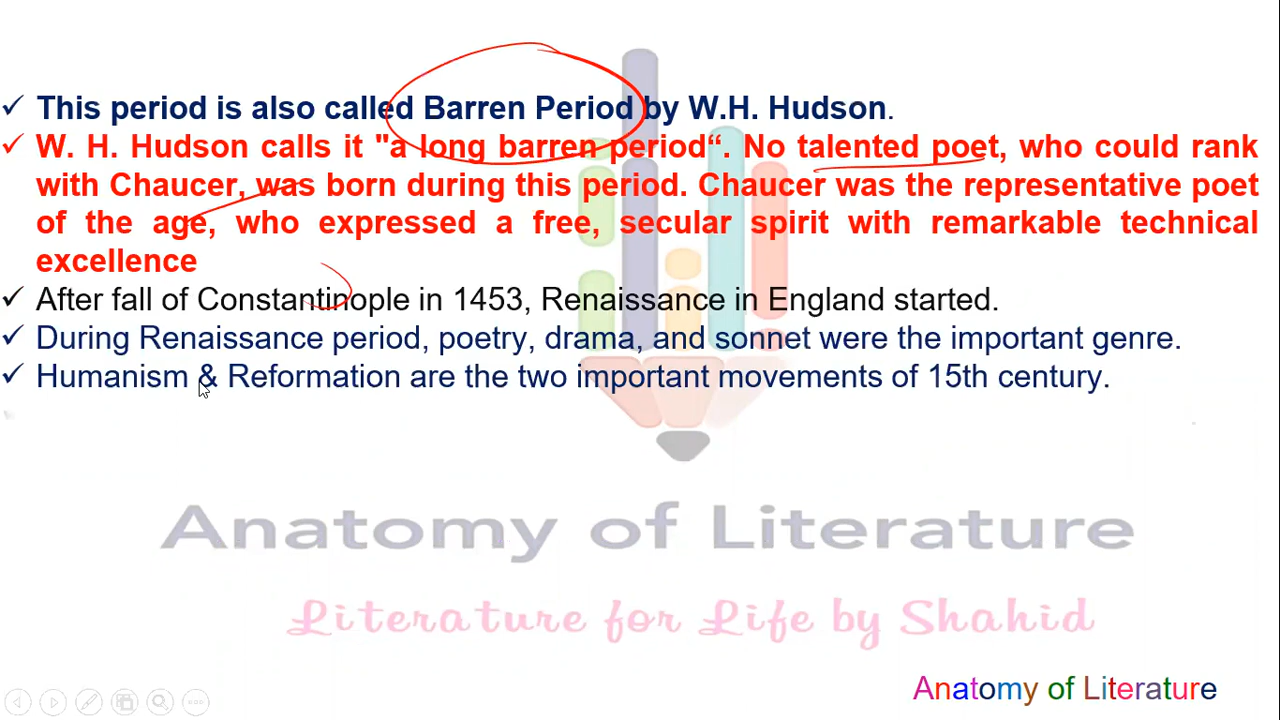 ✓ This period is also called Barren Period by W.H. Hudson.
✓ W. H. Hudson calls it "a long barren period“. No talented poet, who could rank
with Chaucer, was born during this period. Chaucer was the representative poet
of the age, who expressed a free, secular spirit with remarkable technical
excellence
✓ After fall of Constantinople in 1453, Renaissance in England started.
✓ During Renaissance period, poetry, drama, and sonnet were the important genre.
✓ Humanism & Reformation are the two important movements of 15th century.
Anatomy of Literature
Literature for Life by Shahid
Anatomy of Literature